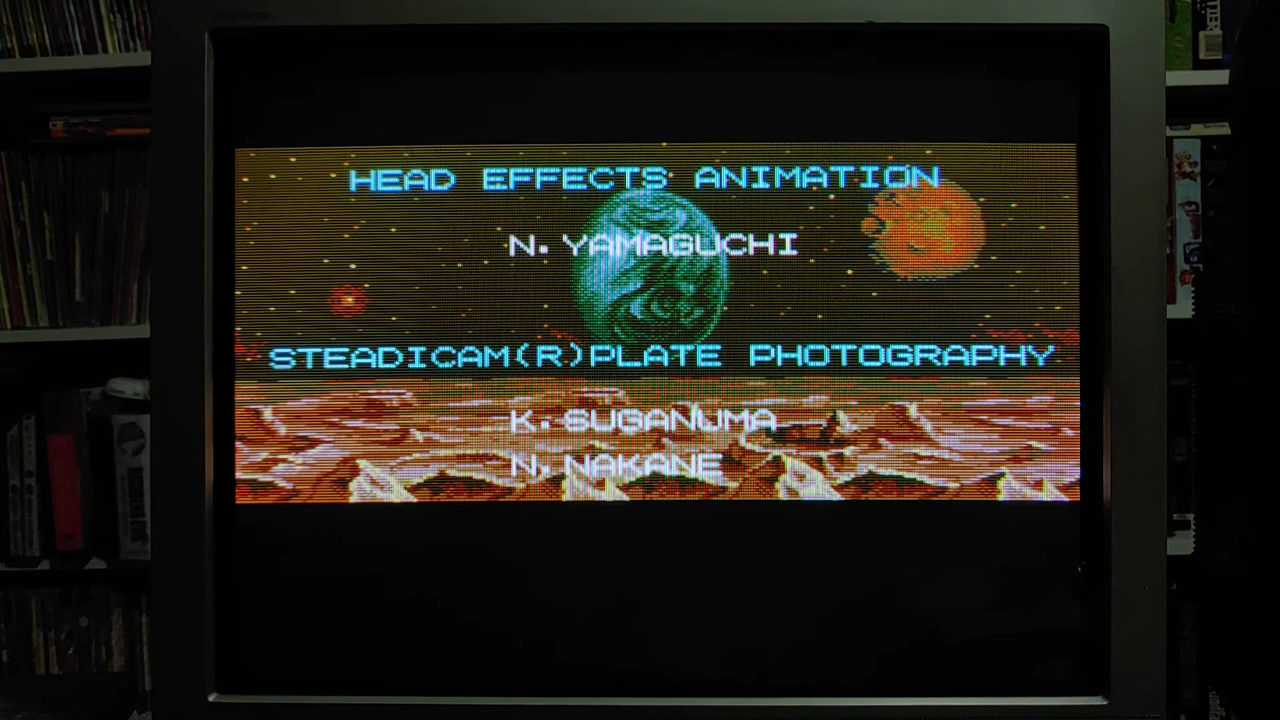 HEAD EFFECTS ANIMATION
N. YAMAGUCHI
STEADICAM(R)PLATE PHOTOGRAPHY
K. SUGANUMA
N. NAKANE